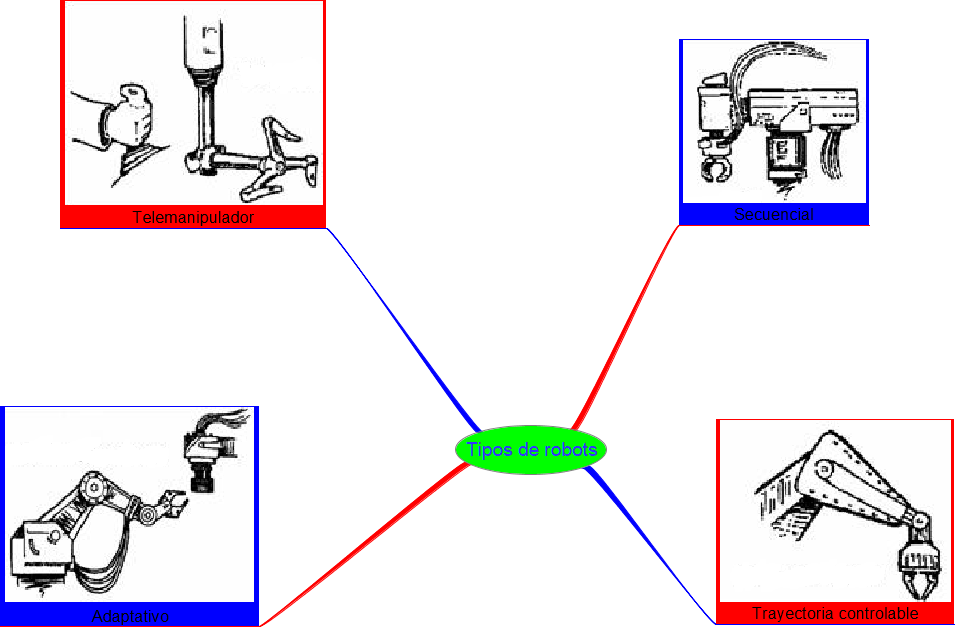 Telemanipulador
Secuencial
Tipos de robots
Adaptativo
Trayectoria controlable